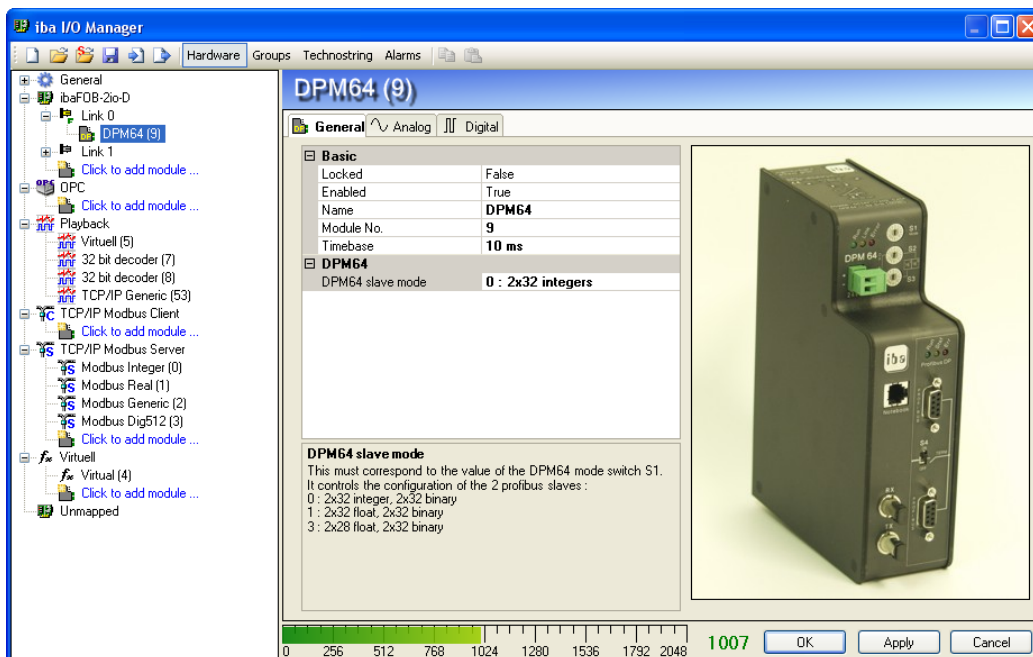 iba I/O Manager
Hardware Groups Technostring Alarms
General
ibaFOB-2io-D
Link 0
DPM64 (9)
Link 1
Click to add module ...
OPC
Click to add module ...
Playback
Virtuell (5)
32 bit decoder (7)
32 bit decoder (8)
TCP/IP Generic (53)
TCP/IP Modbus Client
Click to add module ...
TCP/IP Modbus Server
Modbus Integer (0)
Modbus Real (1)
Modbus Generic (2)
Modbus Dig512 (3)
Click to add module ...
Virtuell
Virtual (4)
Click to add module ...
Unmapped
DPM64 (9)
General Analog Digital
Basic
Locked False
Enabled True
Name DPM64
Module No. 9
Timebase 10 ms
DPM64
DPM64 slave mode 0 : 2x32 integers
DPM64 slave mode
This must correspond to the value of the DPM64 mode switch S1.
It controls the configuration of the 2 profibus slaves :
0 : 2x32 integer, 2x32 binary
1 : 2x32 float, 2x32 binary
3 : 2x28 float, 2x32 binary
S1
S2
DPM 64
S3
iba
Profibus DP
Notebook
S4
RX
TX
0 256 512 768 1024 1280 1536 1792 2048
1007 OK Apply Cancel